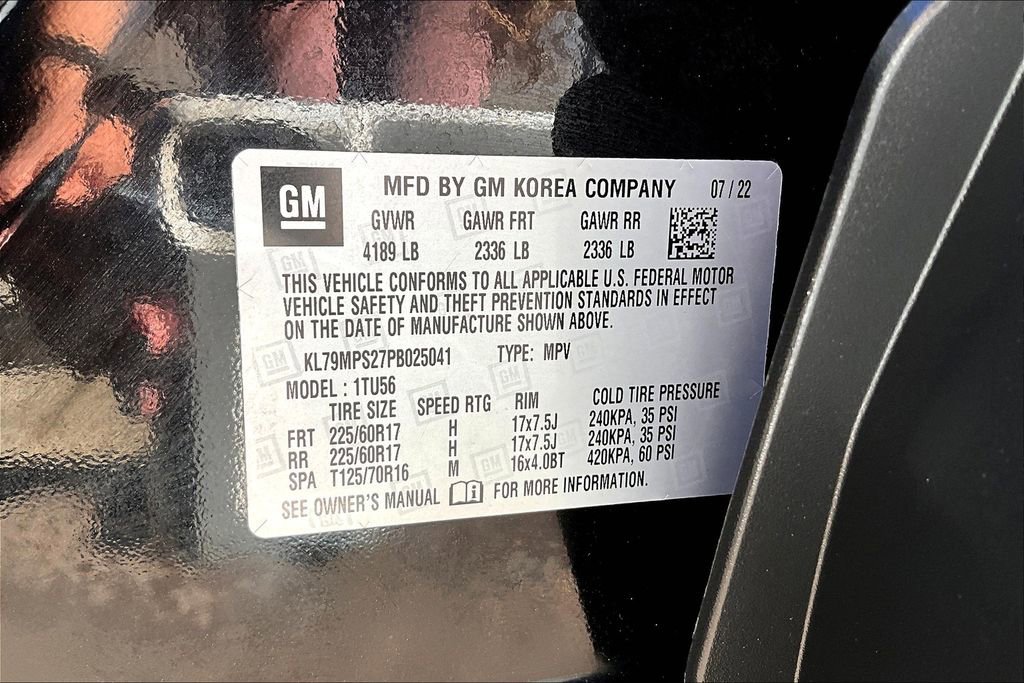 GM MFD BY GM KOREA COMPANY 07 / 22
GVWR GAWR FRT GAWR RR
4189 LB 2336 LB 2336 LB
THIS VEHICLE CONFORMS TO ALL APPLICABLE U.S. FEDERAL MOTOR
VEHICLE SAFETY AND THEFT PREVENTION STANDARDS IN EFFECT
ON THE DATE OF MANUFACTURE SHOWN ABOVE.
KL79MPS27PB025041 TYPE: MPV
MODEL : 1TU56
TIRE SIZE SPEED RTG RIM COLD TIRE PRESSURE
FRT 225/60R17 H 17x7.5J 240KPA, 35 PSI
RR 225/60R17 H 17x7.5J 240KPA, 35 PSI
SPA T125/70R16 M 16x4.0BT 420KPA, 60 PSI
SEE OWNER'S MANUAL FOR MORE INFORMATION.